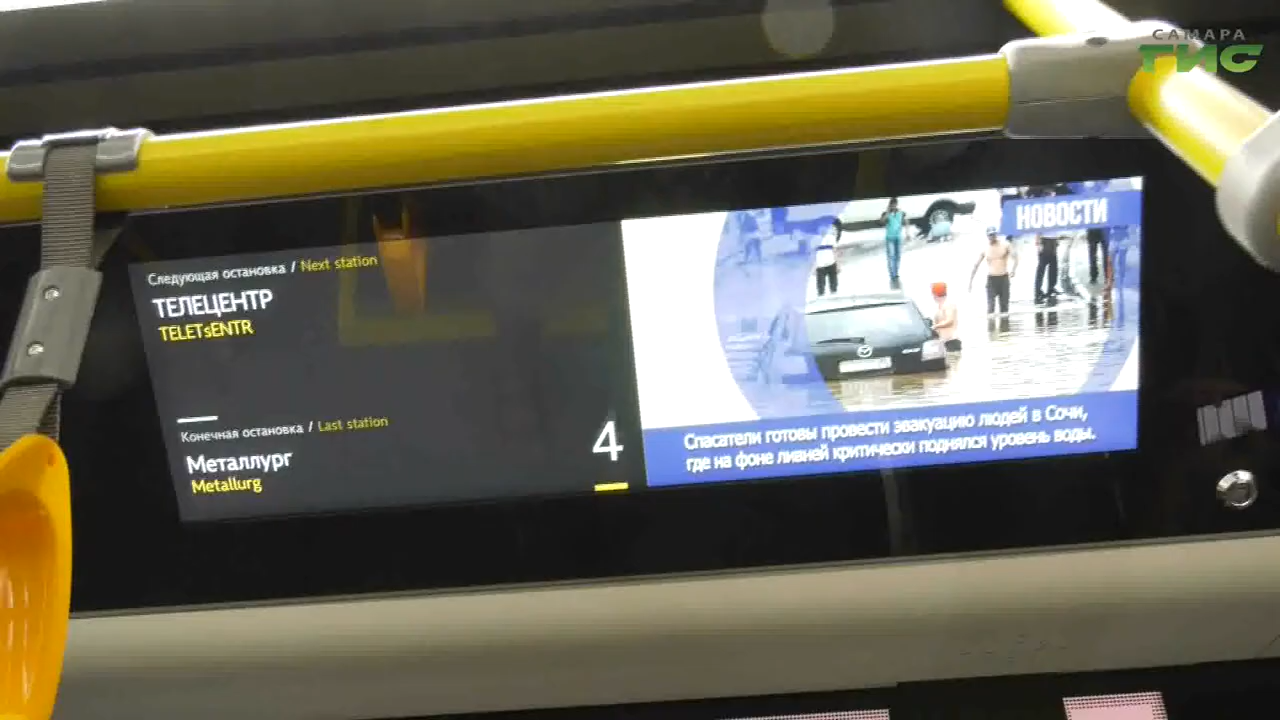 САМАРА
ГИС
Следующая остановка / Next station
ТЕЛЕЦЕНТР
TELETsENTR
Конечная остановка / Last station
Металлург
Metallurg
4
НОВОСТИ
Спасатели готовы провести эвакуацию людей в Сочи,
где на фоне ливней критически поднялся уровень воды.